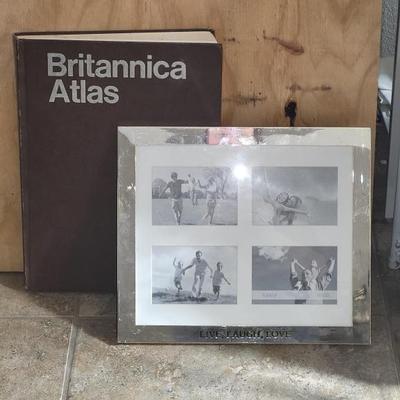 Britannica
Atlas
LIVE, LAUGH, LOVE